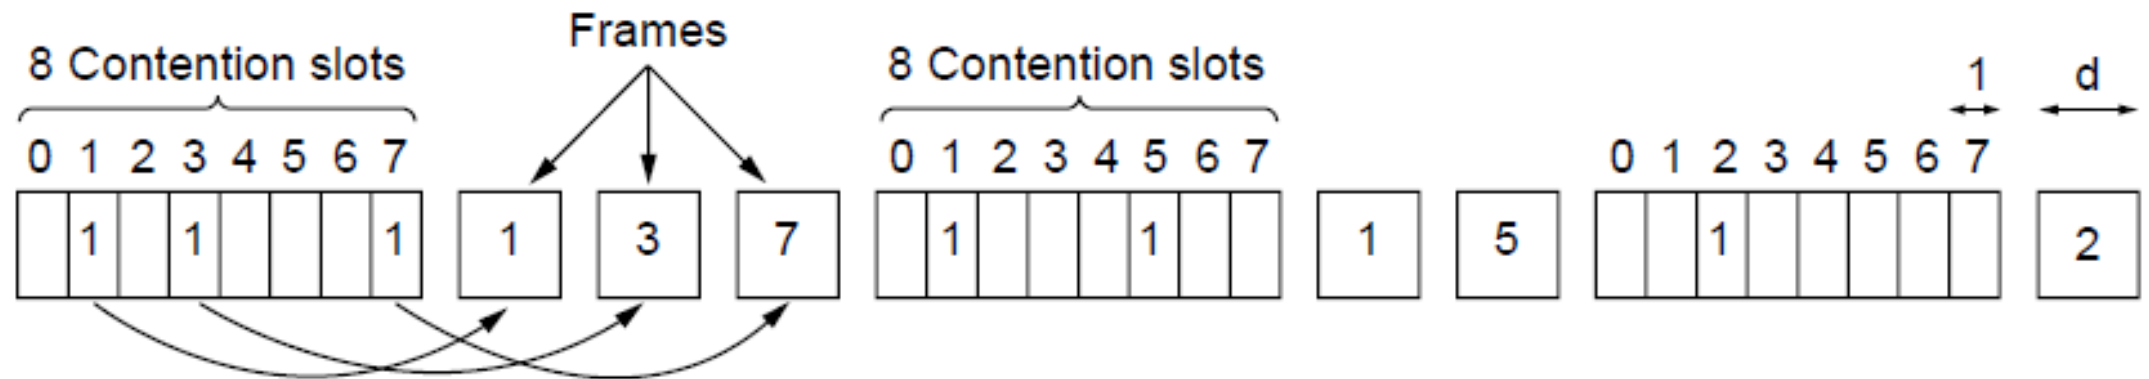 Frames
8 Contention slots 8 Contention slots 1 d
0 1 2 3 4 5 6 7 0 1 2 3 4 5 6 7 0 1 2 3 4 5 6 7
1 1 1 1 3 7 1 1 1 5 1 2